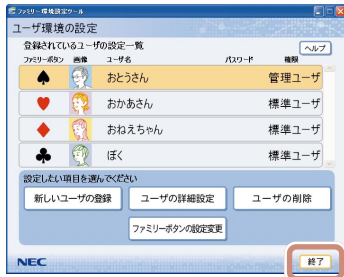 ファミリー環境設定ツール
ユーザ環境の設定
登録されているユーザの設定一覧
ヘルプ
ファミリーボタン 画像 ユーザ名 パスワード 権限
おとうさん 管理ユーザ
おかあさん 標準ユーザ
おねえちゃん 標準ユーザ
ぼく 標準ユーザ
設定したい項目を選んでください
新しいユーザの登録 ユーザの詳細設定 ユーザの削除
ファミリーボタンの設定変更
NEC 終了